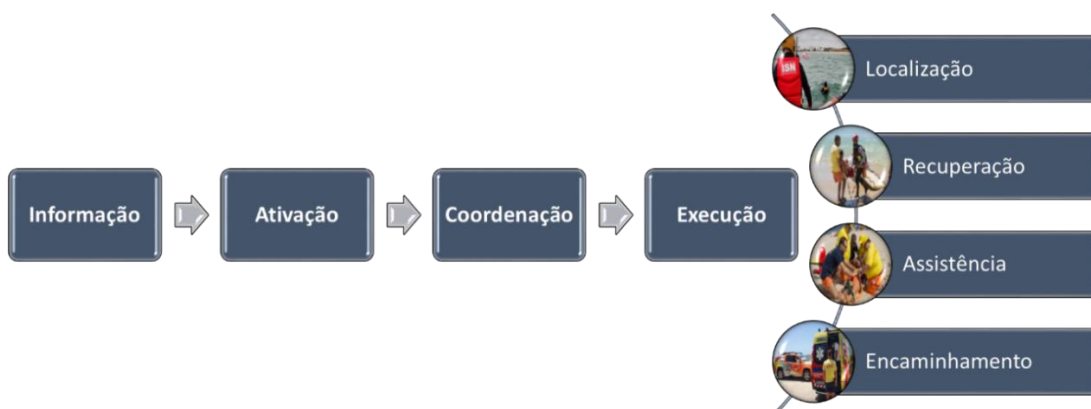 Informação
Ativação
Coordenação
Execução
ISN
Localização
Recuperação
Assistência
Encaminhamento